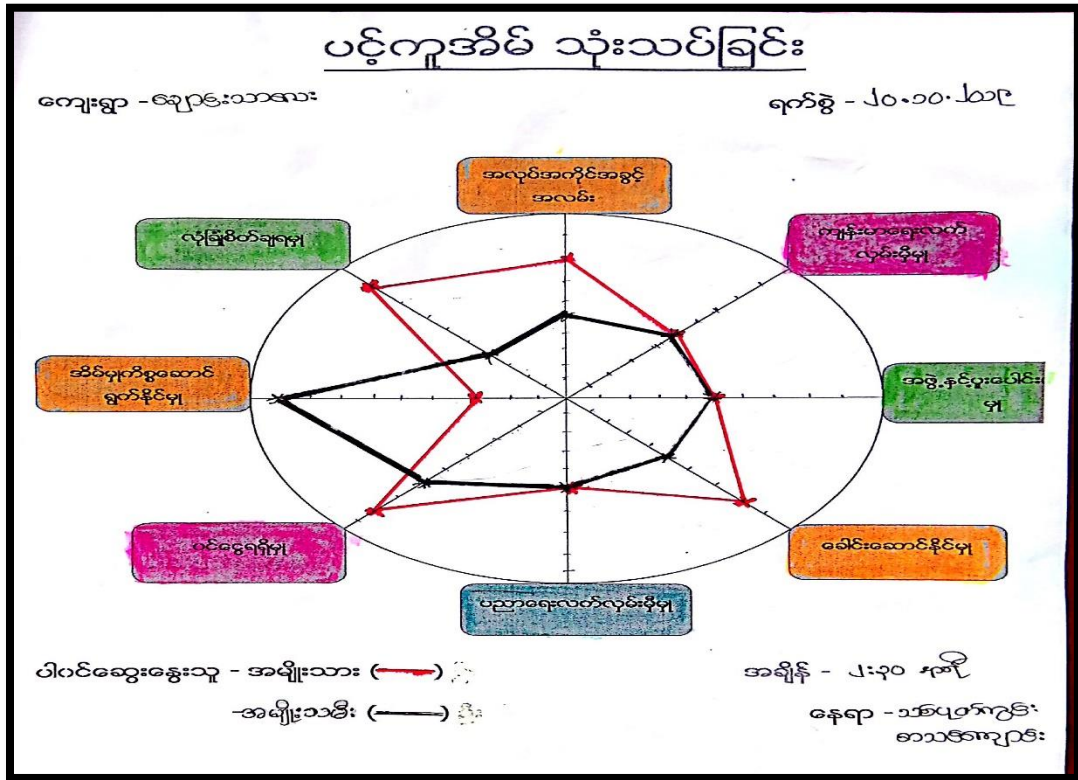 ပင့်ကူအိမ် သုံးသပ်ခြင်း
ကျေးရွာ - ချောင်းသာလေး
ရက်စွဲ - ၂၀.၁၀.၂၀၁၉
အလုပ်အကိုင်အခွင့်
အလမ်း
လုံခြုံစိတ်ချရမှု
ကျန်းမာရေးလက်
လှမ်းမှီမှု
အိမ်မှုကိစ္စဆောင်
ရွက်နိုင်မှု
အဖွဲ့နှင့်ပူးပေါင်း
မှု
ဝင်ငွေရရှိမှု
ခေါင်းဆောင်နိုင်မှု
ပညာရေးလက်လှမ်းမှီမှု
ပါဝင်ဆွေးနွေးသူ - အမျိုးသား ( )
အချိန် - ၂:၃၀
-အမျိုးသမီး ( )
နေရာ -
စာသင်ကျောင်း